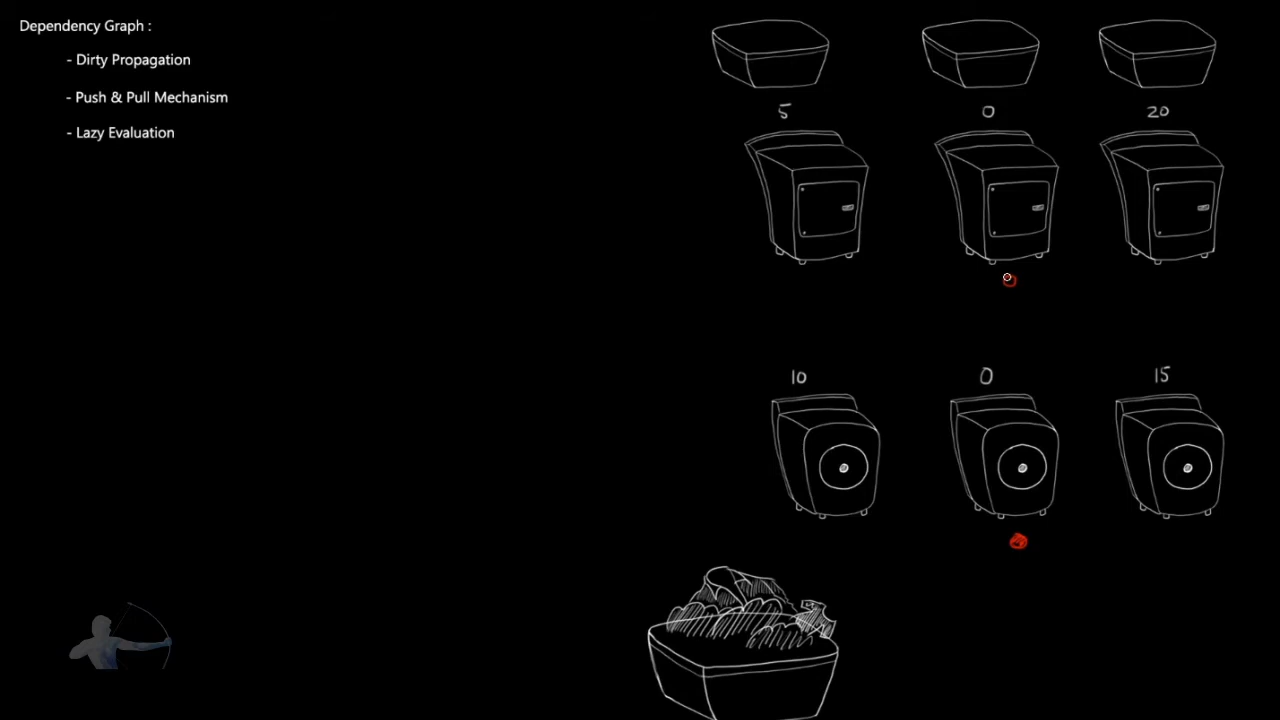 Dependency Graph :
- Dirty Propagation
- Push & Pull Mechanism
- Lazy Evaluation
5 0 20
10 0 15